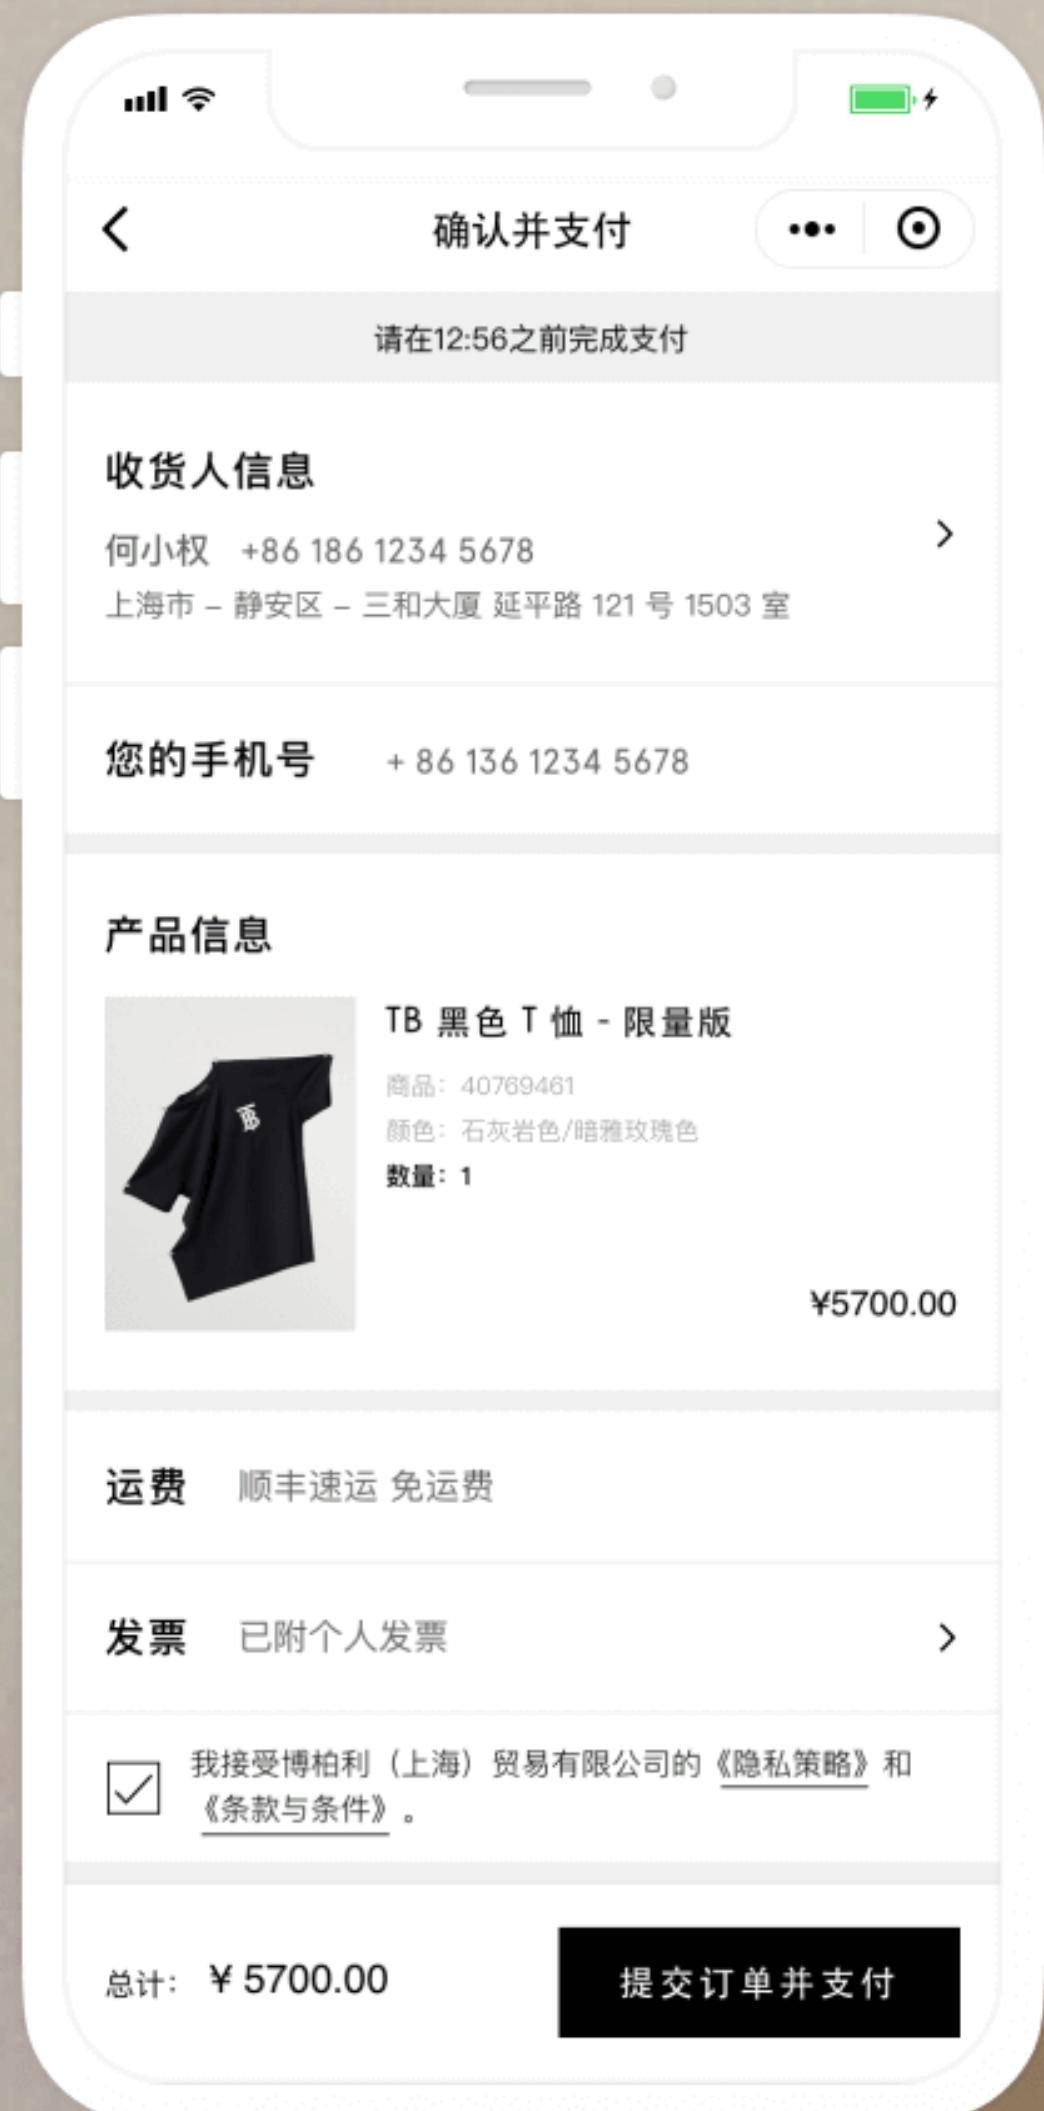 确认并支付
请在12:56之前完成支付
收货人信息
何小权 +86 186 1234 5678
上海市 – 静安区 – 三和大厦 延平路 121 号 1503 室
您的手机号 + 86 136 1234 5678
产品信息
TB 黑色 T 恤 - 限量版
商品: 40769461
颜色: 石灰岩色/暗雅玫瑰色
数量: 1
TB
¥5700.00
运费 顺丰速运 免运费
发票 已附个人发票
我接受博柏利（上海）贸易有限公司的《隐私策略》和
《条款与条件》。
总计: ¥ 5700.00 提交订单并支付